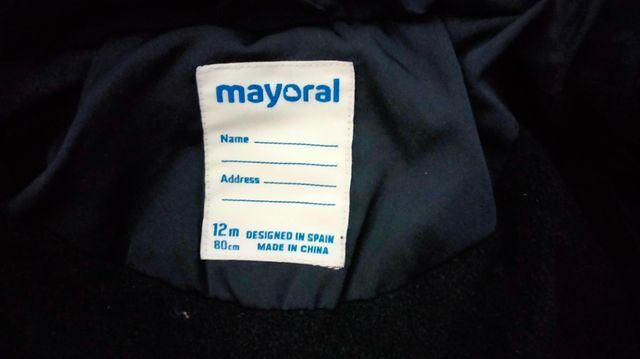 mayoral
Name
Address
12m DESIGNED IN SPAIN
80cm MADE IN CHINA